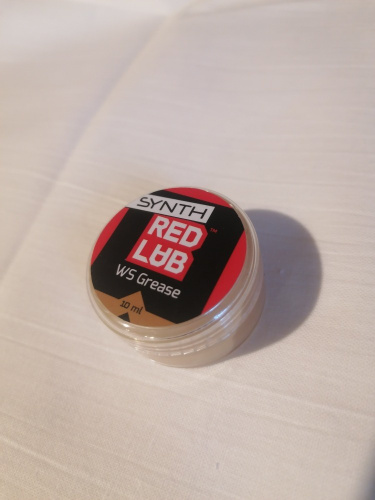 SYNTH
RED
LAB
™
WS Grease
10 ml